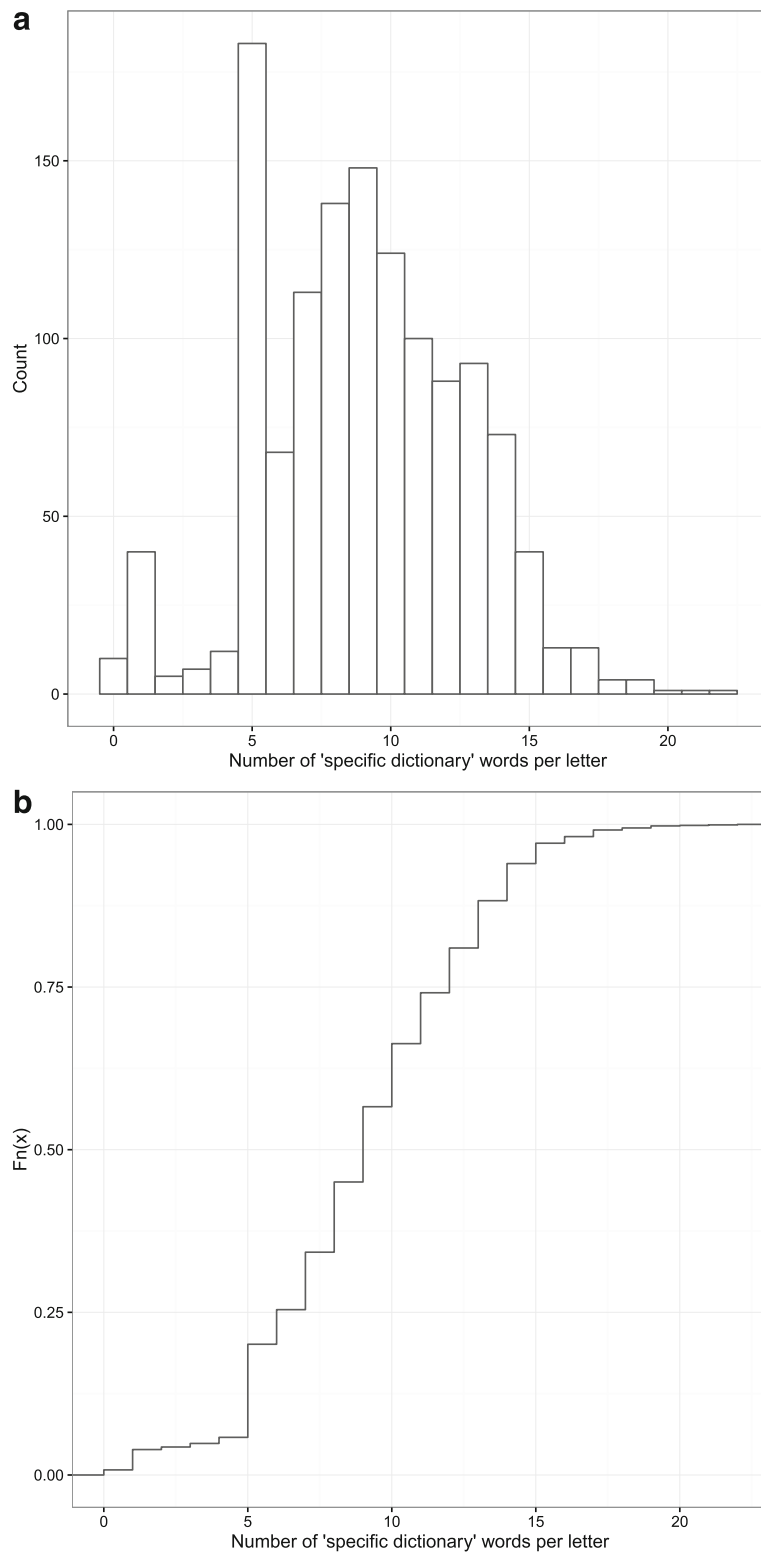 a
150
100
50
0
Count
0 5 10 15 20
Number of 'specific dictionary' words per letter
b
1.00
0.75
0.50
0.25
0.00
Fn(x)
0 5 10 15 20
Number of 'specific dictionary' words per letter